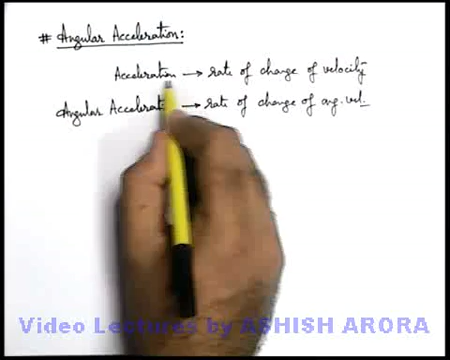 # Angular Acceleration:
Acceleration → rate of change of velocity
Angular Accelerati → rate of change of ang. vel.
Video Lectures by ASHISH ARORA